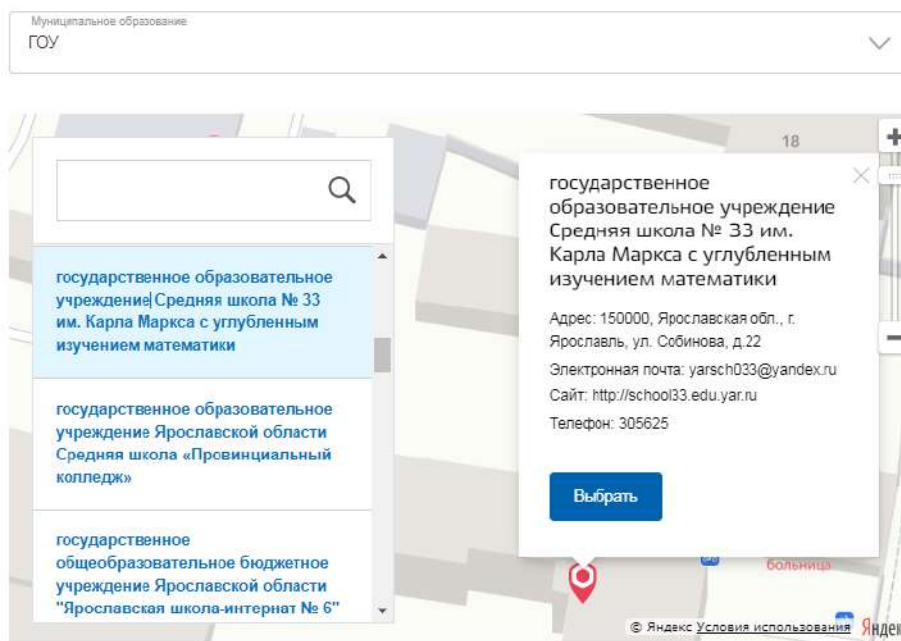 Муниципальное образование
ГОУ
18
государственное образовательное
учреждение Средняя школа № 33
им. Карла Маркса с углубленным
изучением математики
государственное образовательное
учреждение Ярославской области
Средняя школа «Провинциальный
колледж»
государственное
общеобразовательное бюджетное
учреждение Ярославской области
"Ярославская школа-интернат № 6"
государственное
образовательное учреждение
Средняя школа № 33 им.
Карла Маркса с углубленным
изучением математики
Адрес: 150000, Ярославская обл., г.
Ярославль, ул. Собинова, д.22
Электронная почта: yarsch033@yandex.ru
Сайт: http://school33.edu.yar.ru
Телефон: 305625
Выбрать
больница
© Яндекс Условия использования Яндек